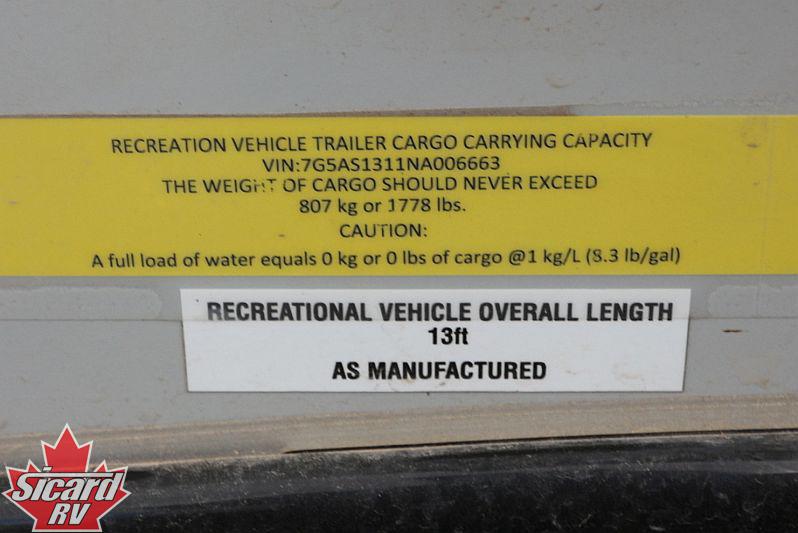 RECREATION VEHICLE TRAILER CARGO CARRYING CAPACITY
VIN:7G5AS1311NA006663
THE WEIGHT OF CARGO SHOULD NEVER EXCEED
807 kg or 1778 lbs.
CAUTION:
A full load of water equals 0 kg or 0 lbs of cargo @1 kg/L (8.3 lb/gal)
RECREATIONAL VEHICLE OVERALL LENGTH
13ft
AS MANUFACTURED
Sicard
RV